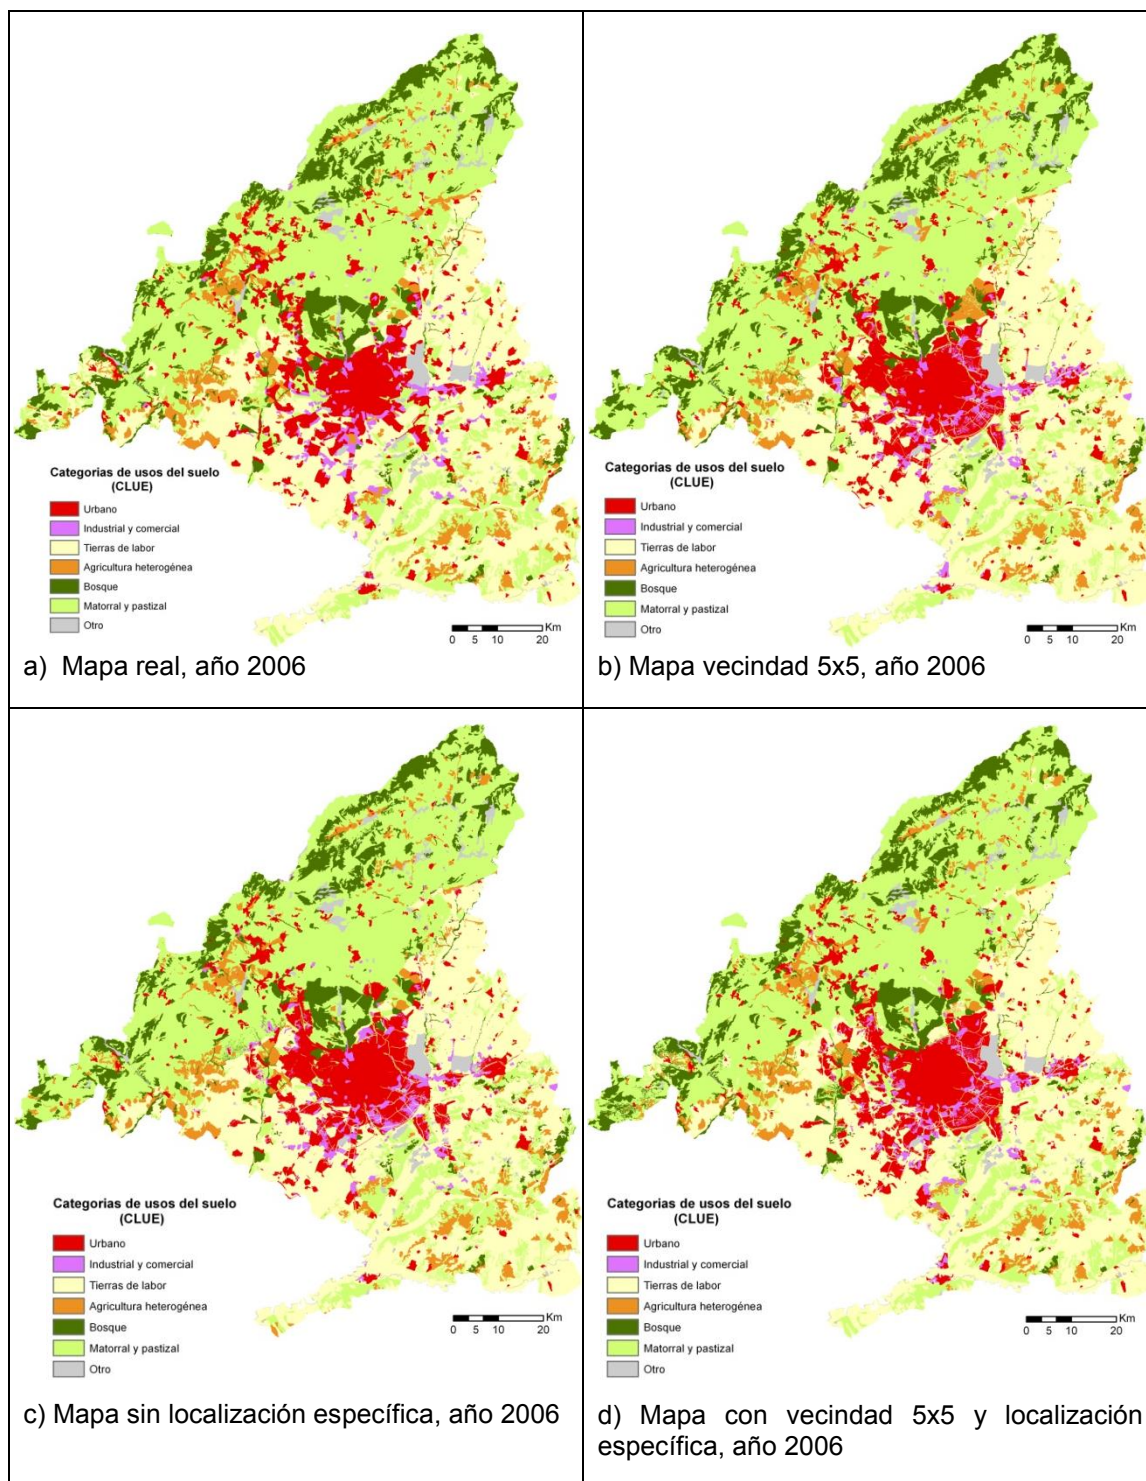 Categorias de usos del suelo
(CLUE)
Urbano
Industrial y comercial
Tierras de labor
Agricultura heterogénea
Bosque
Matorral y pastizal
Otro
Km
0 5 10 20
a) Mapa real, año 2006
Categorias de usos del suelo
(CLUE)
Urbano
Industrial y comercial
Tierras de labor
Agricultura heterogénea
Bosque
Matorral y pastizal
Otro
Km
0 5 10 20
b) Mapa vecindad 5x5, año 2006
Categorias de usos del suelo
(CLUE)
Urbano
Industrial y comercial
Tierras de labor
Agricultura heterogénea
Bosque
Matorral y pastizal
Otro
Km
0 5 10 20
c) Mapa sin localización específica, año 2006
Categorias de usos del suelo
(CLUE)
Urbano
Industrial y comercial
Tierras de labor
Agricultura heterogénea
Bosque
Matorral y pastizal
Otro
Km
0 5 10 20
d) Mapa con vecindad 5x5 y localización
específica, año 2006